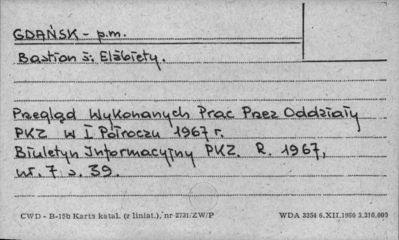 GDAŃSK - p.m.
Bastion ś. Elżbiety.
Przegląd Wykonanych Prac Przez Oddziały
PKZ w I Półroczu 1967 r.
Biuletyn Informacyjny PKZ. R. 1967,
nr. 7 s. 39.
CWD - B-15b Karta katal. (z liniat.), nr 2731/ZW/P
WDA 3354 6.XII.1960 3.210.000